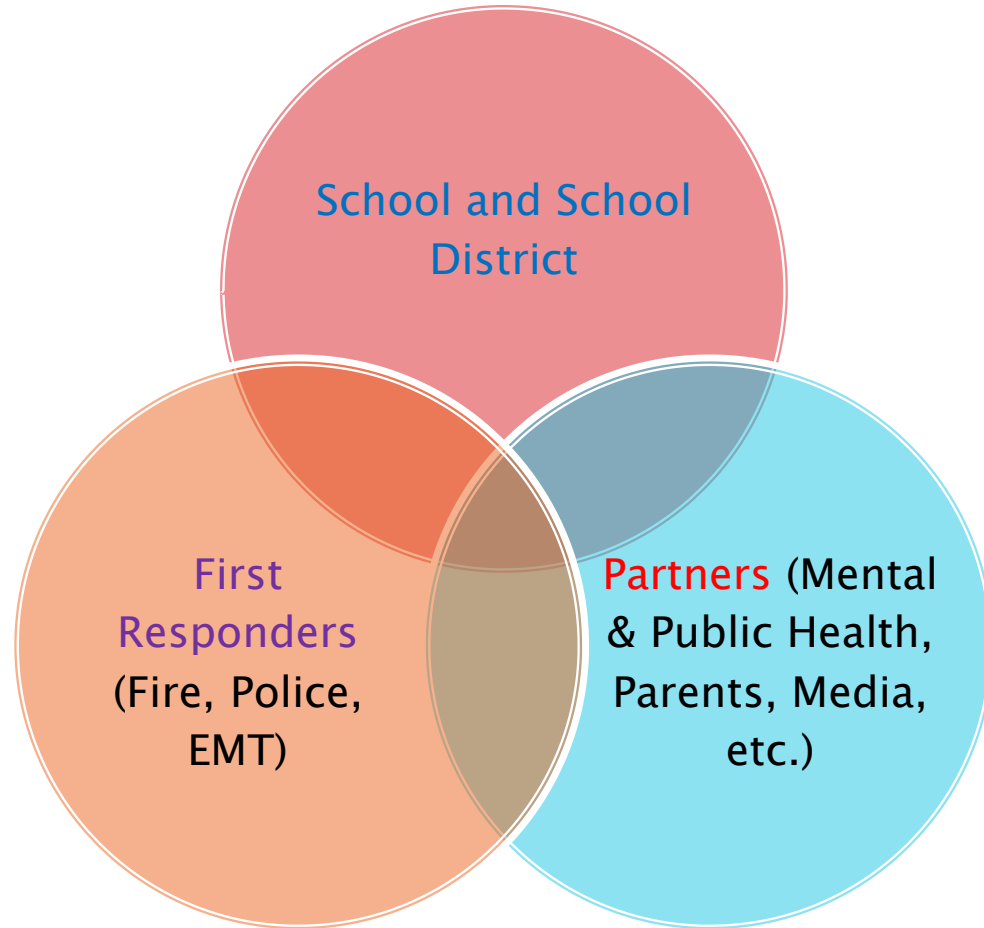 School and School
District
First
Responders
(Fire, Police,
EMT)
Partners (Mental
& Public Health,
Parents, Media,
etc.)